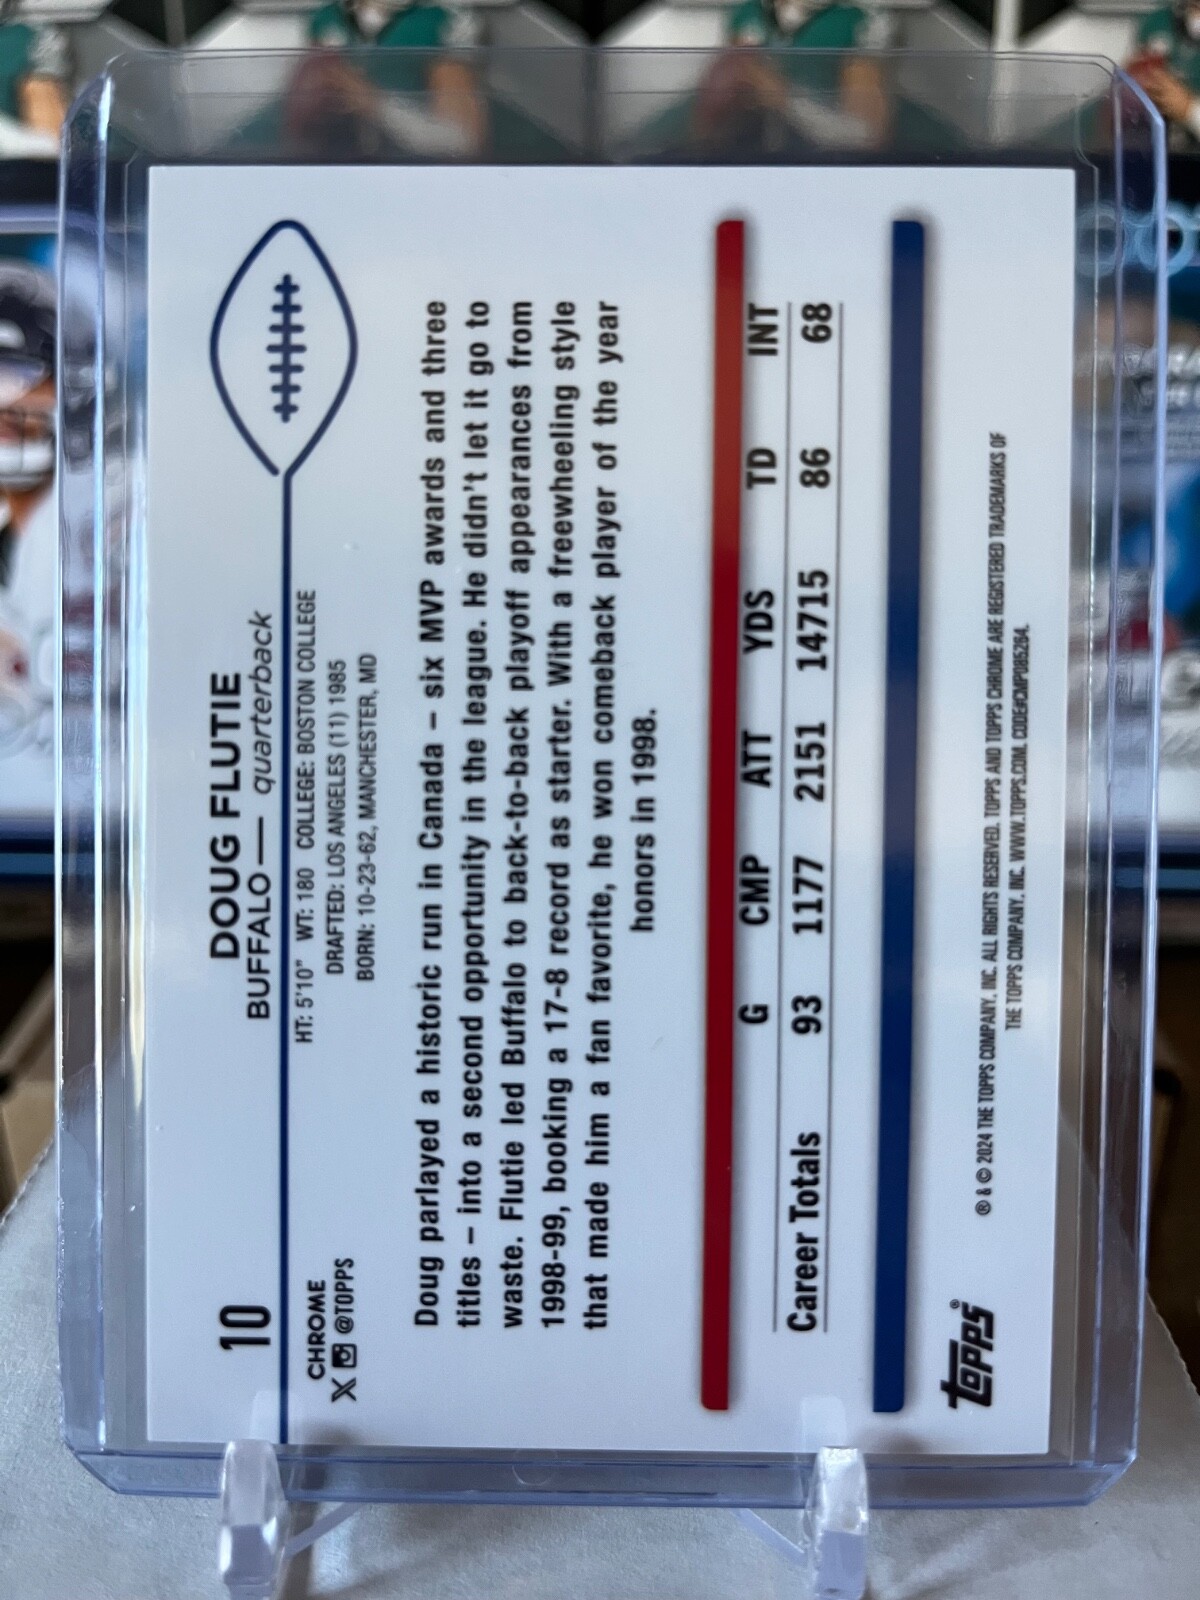 10
DOUG FLUTIE
BUFFALO — quarterback
CHROME
X @TOPPS
HT: 5'10" WT: 180 COLLEGE: BOSTON COLLEGE
DRAFTED: LOS ANGELES (11) 1985
BORN: 10-23-62, MANCHESTER, MD
Doug parlayed a historic run in Canada – six MVP awards and three
titles – into a second opportunity in the league. He didn't let it go to
waste. Flutie led Buffalo to back-to-back playoff appearances from
1998-99, booking a 17-8 record as starter. With a freewheeling style
that made him a fan favorite, he won comeback player of the year
honors in 1998.
G CMP ATT YDS TD INT
Career Totals 93 1177 2151 14715 86 68
TOPPS®
® & © 2024 THE TOPPS COMPANY, INC. ALL RIGHTS RESERVED. TOPPS AND TOPPS CHROME ARE REGISTERED TRADEMARKS OF
THE TOPPS COMPANY, INC. WWW.TOPPS.COM. CODE#CMP085284.